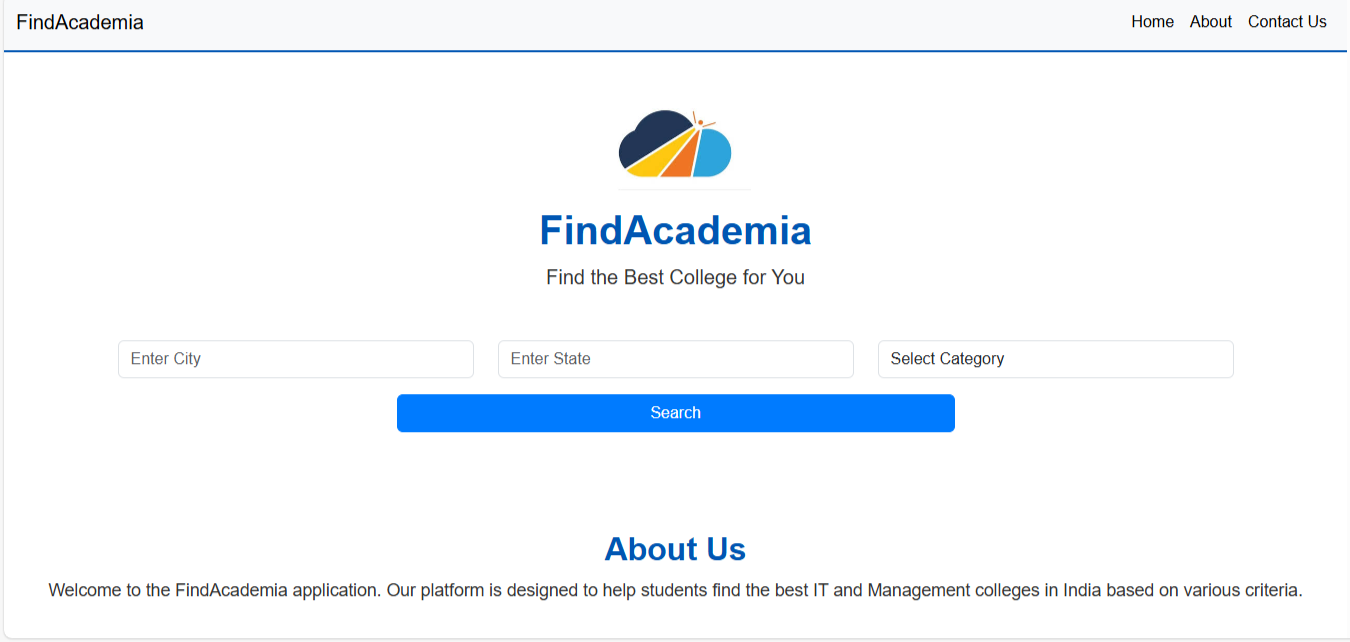 FindAcademia
Home About Contact Us
FindAcademia
Find the Best College for You
Enter City
Enter State
Select Category
Search
About Us
Welcome to the FindAcademia application. Our platform is designed to help students find the best IT and Management colleges in India based on various criteria.